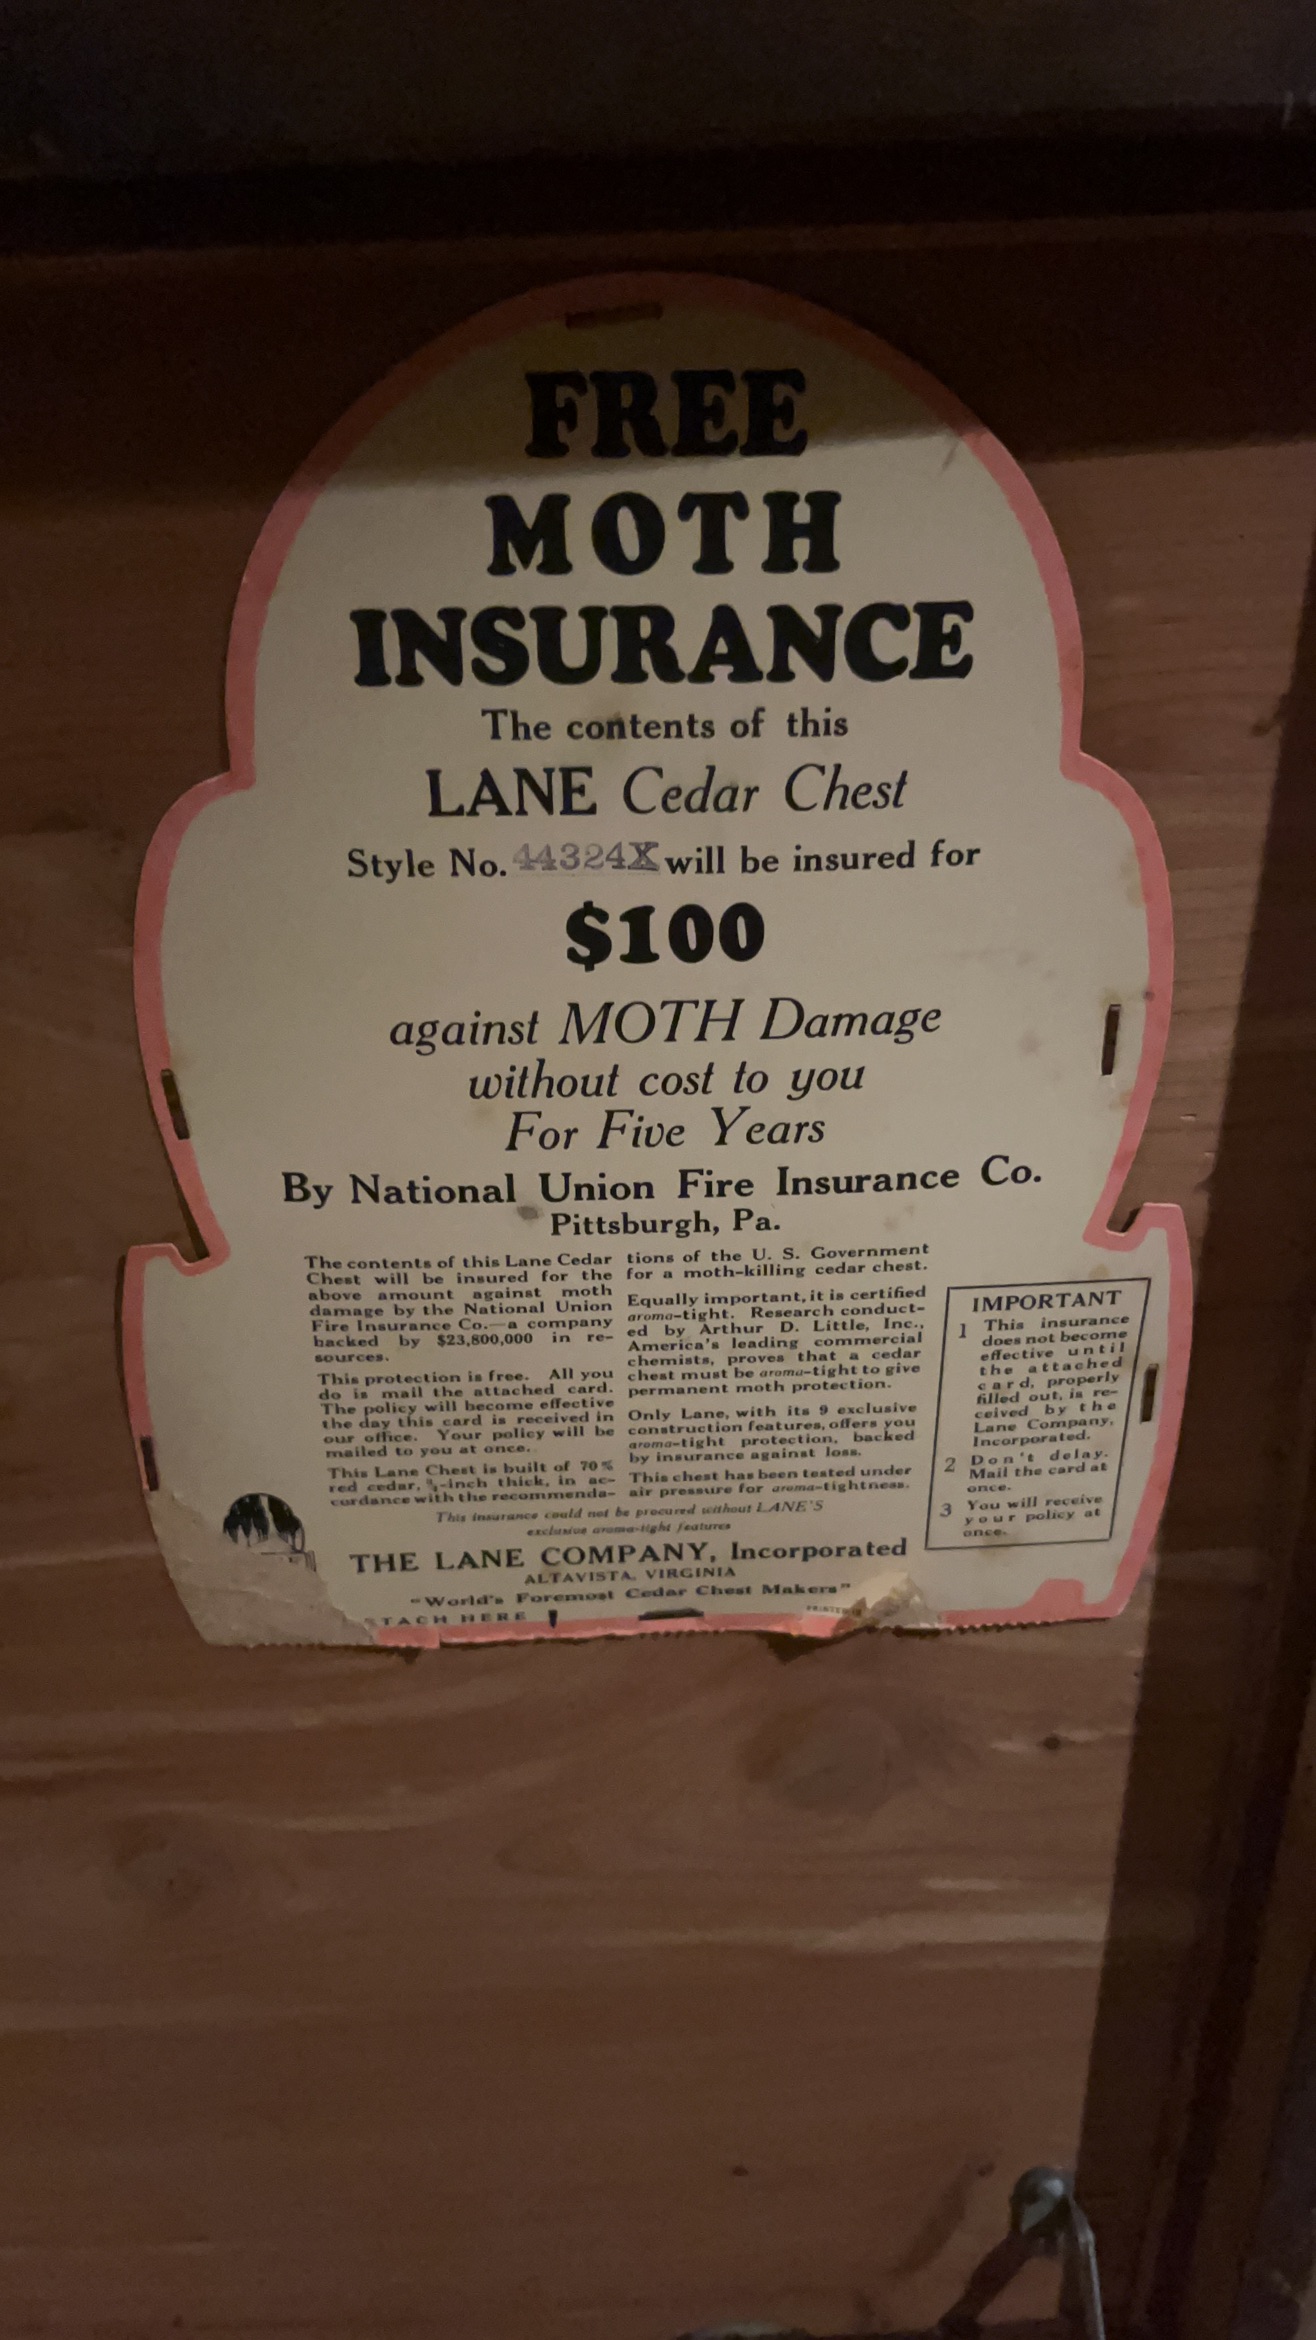 FREE
MOTH
INSURANCE
The contents of this
LANE Cedar Chest
Style No. 44324X will be insured for
$100
against MOTH Damage
without cost to you
For Five Years
By National Union Fire Insurance Co.
Pittsburgh, Pa.
The contents of this Lane Cedar
Chest will be insured for the
above amount against moth
damage by the National Union
Fire Insurance Co.—a company
backed by $23,800,000 in re-
sources.
This protection is free. All you
do is mail the attached card.
The policy will become effective
the day this card is received in
our office. Your policy will be
mailed to you at once.
This Lane Chest is built of 70%
red cedar, ¾-inch thick, in ac-
cordance with the recommenda-
tions of the U. S. Government
for a moth-killing cedar chest.
Equally important, it is certified
aroma-tight. Research conduct-
ed by Arthur D. Little, Inc.,
America's leading commercial
chemists, proves that a cedar
chest must be aroma-tight to give
permanent moth protection.
Only Lane, with its 9 exclusive
construction features, offers you
aroma-tight protection, backed
by insurance against loss.
This chest has been tested under
air pressure for aroma-tightness.
IMPORTANT
1 This insurance
does not become
effective until
the attached
card, properly
filled out, is re-
ceived by the
Lane Company,
Incorporated.
2 Don't delay.
Mail the card at
once.
3 You will receive
your policy at
once.
This insurance could not be procured without LANE'S
exclusive aroma-tight features
THE LANE COMPANY, Incorporated
ALTAVISTA, VIRGINIA
"World's Foremost Cedar Chest Makers"
TACH HERE
PRINTED